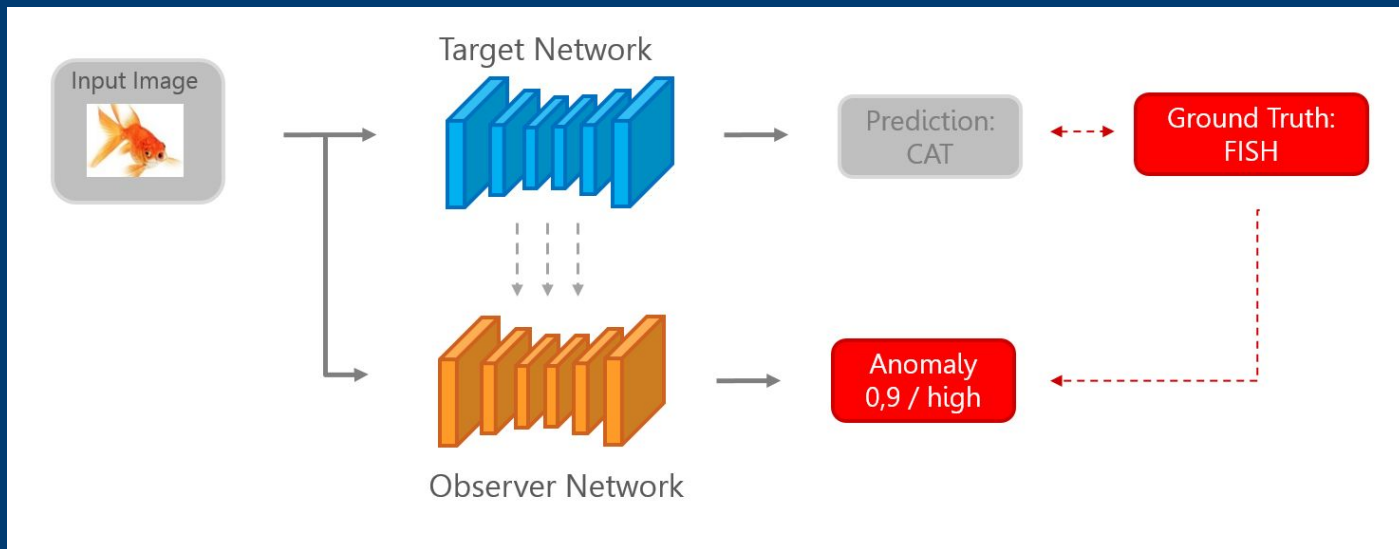 Target Network
Input Image
Prediction:
CAT
Ground Truth:
FISH
Anomaly
0,9 / high
Observer Network